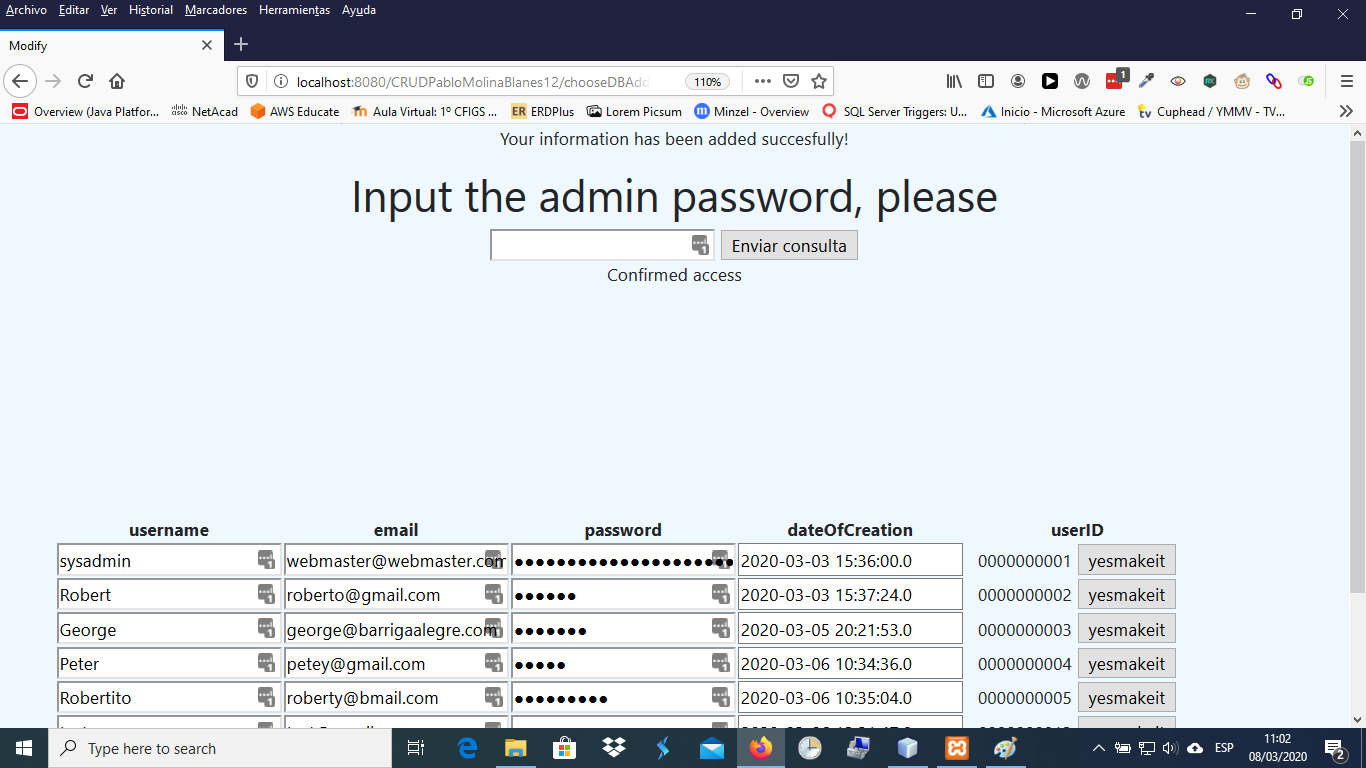 Archivo Editar Ver Historial Marcadores Herramientas Ayuda
Modify
localhost:8080/CRUDPabloMolinaBlanes12/chooseDBAdd 110%
1
Overview (Java Platfor... NetAcad AWS Educate Aula Virtual: 1º CFIGS ... ERDPlus Lorem Picsum Minzel - Overview SQL Server Triggers: U... Inicio - Microsoft Azure Cuphead / YMMV - TV...
Your information has been added succesfully!
Input the admin password, please
Enviar consulta
Confirmed access
username email password dateOfCreation userID
sysadmin webmaster@webmaster.com 2020-03-03 15:36:00.0 0000000001 yesmakeit
Robert roberto@gmail.com 2020-03-03 15:37:24.0 0000000002 yesmakeit
George george@barrigaalegre.com 2020-03-05 20:21:53.0 0000000003 yesmakeit
Peter petey@gmail.com 2020-03-06 10:34:36.0 0000000004 yesmakeit
Robertito roberty@bmail.com 2020-03-06 10:35:04.0 0000000005 yesmakeit
yesmakeit
Type here to search
ESP
11:02
08/03/2020
2